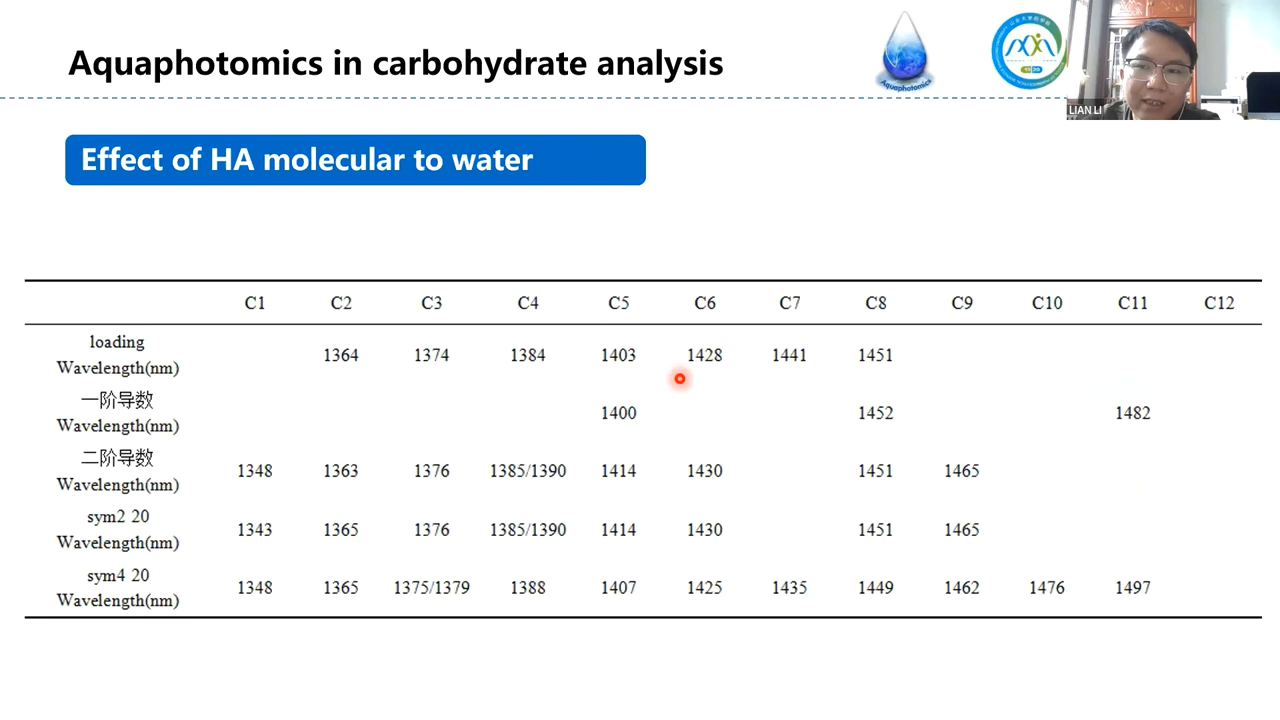 Aquaphotomics in carbohydrate analysis
Aquaphotomics
LIAN LI
Effect of HA molecular to water
C1 C2 C3 C4 C5 C6 C7 C8 C9 C10 C11 C12
loading
Wavelength(nm) 1364 1374 1384 1403 1428 1441 1451
一阶导数
Wavelength(nm) 1400 1452 1482
二阶导数
Wavelength(nm) 1348 1363 1376 1385/1390 1414 1430 1451 1465
sym2 20
Wavelength(nm) 1343 1365 1376 1385/1390 1414 1430 1451 1465
sym4 20
Wavelength(nm) 1348 1365 1375/1379 1388 1407 1425 1435 1449 1462 1476 1497